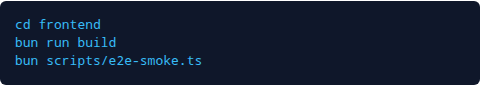 cd frontend
bun run build
bun scripts/e2e-smoke.ts